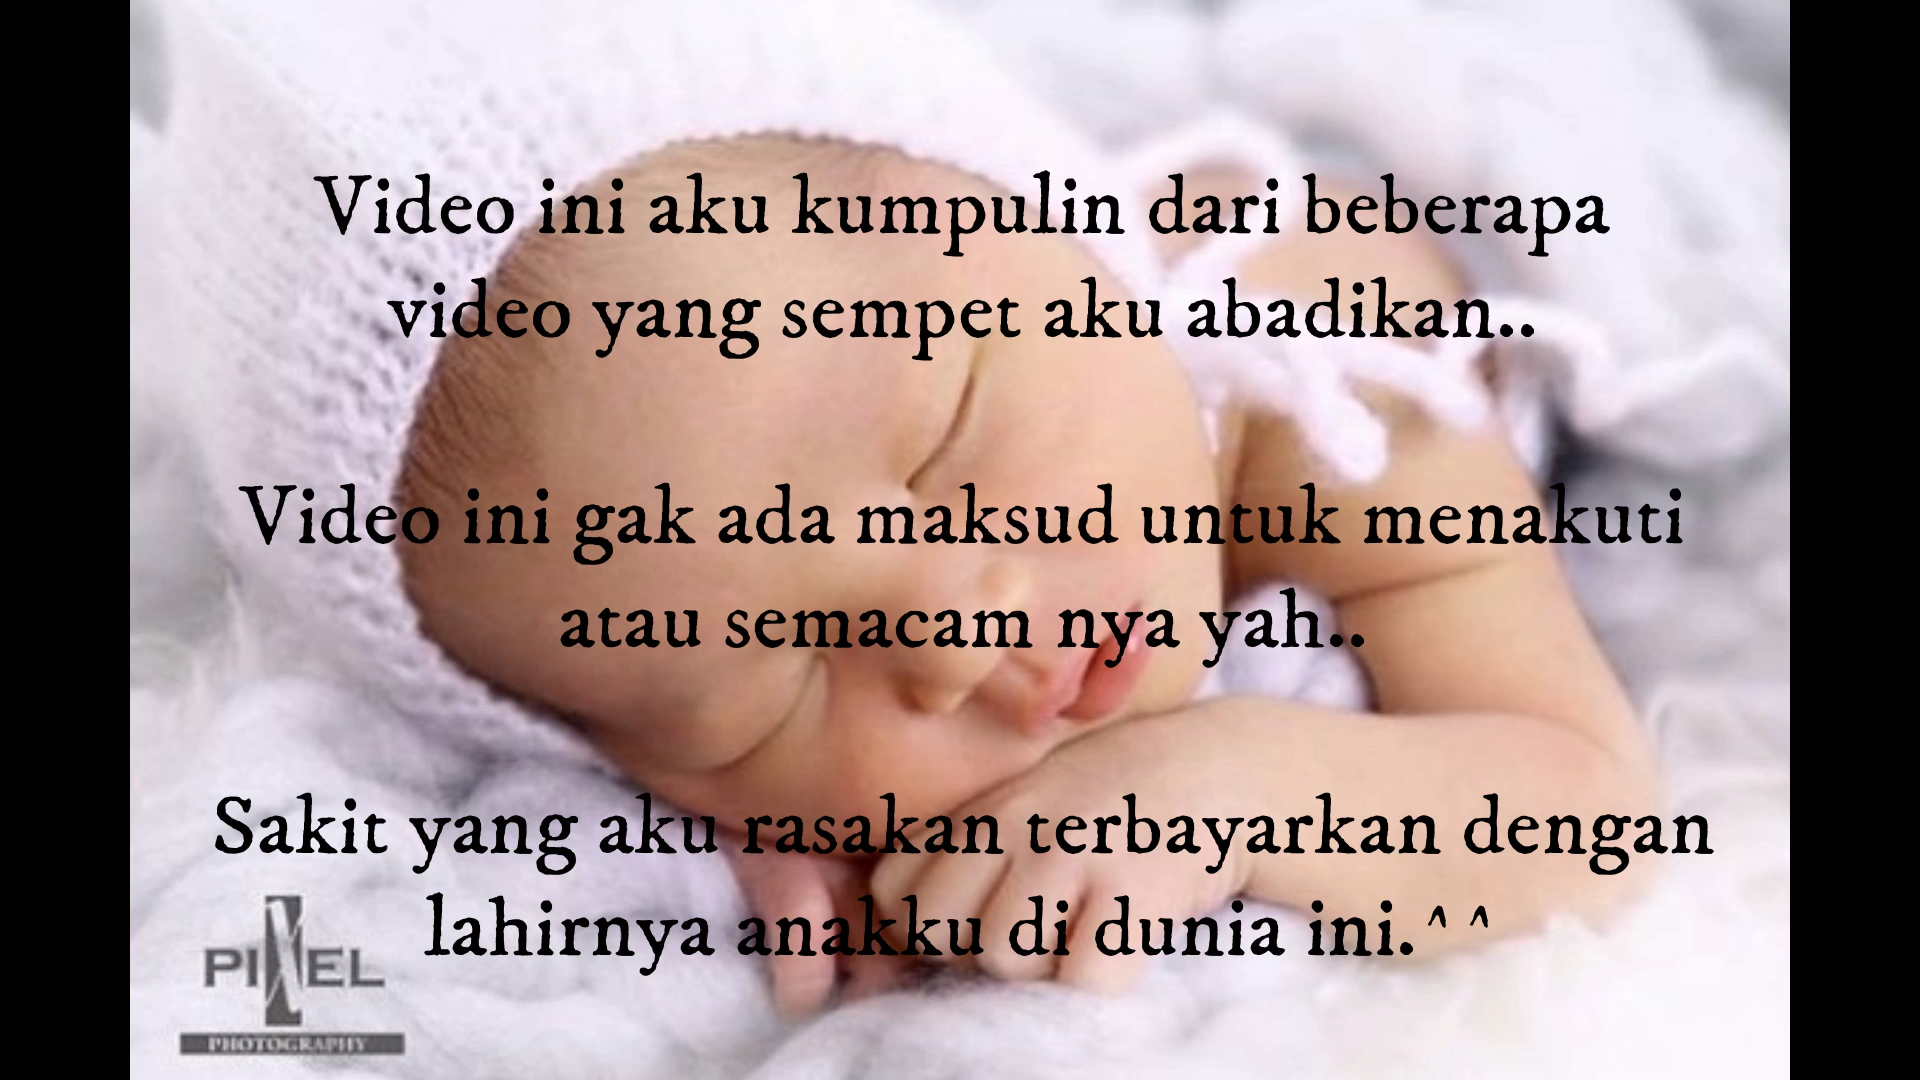 Video ini aku kumpulin dari beberapa
video yang sempet aku abadikan..
Video ini gak ada maksud untuk menakuti
atau semacam nya yah..
Sakit yang aku rasakan terbayarkan dengan
lahirnya anakku di dunia ini.^^
PIXEL
PHOTOGRAPHY